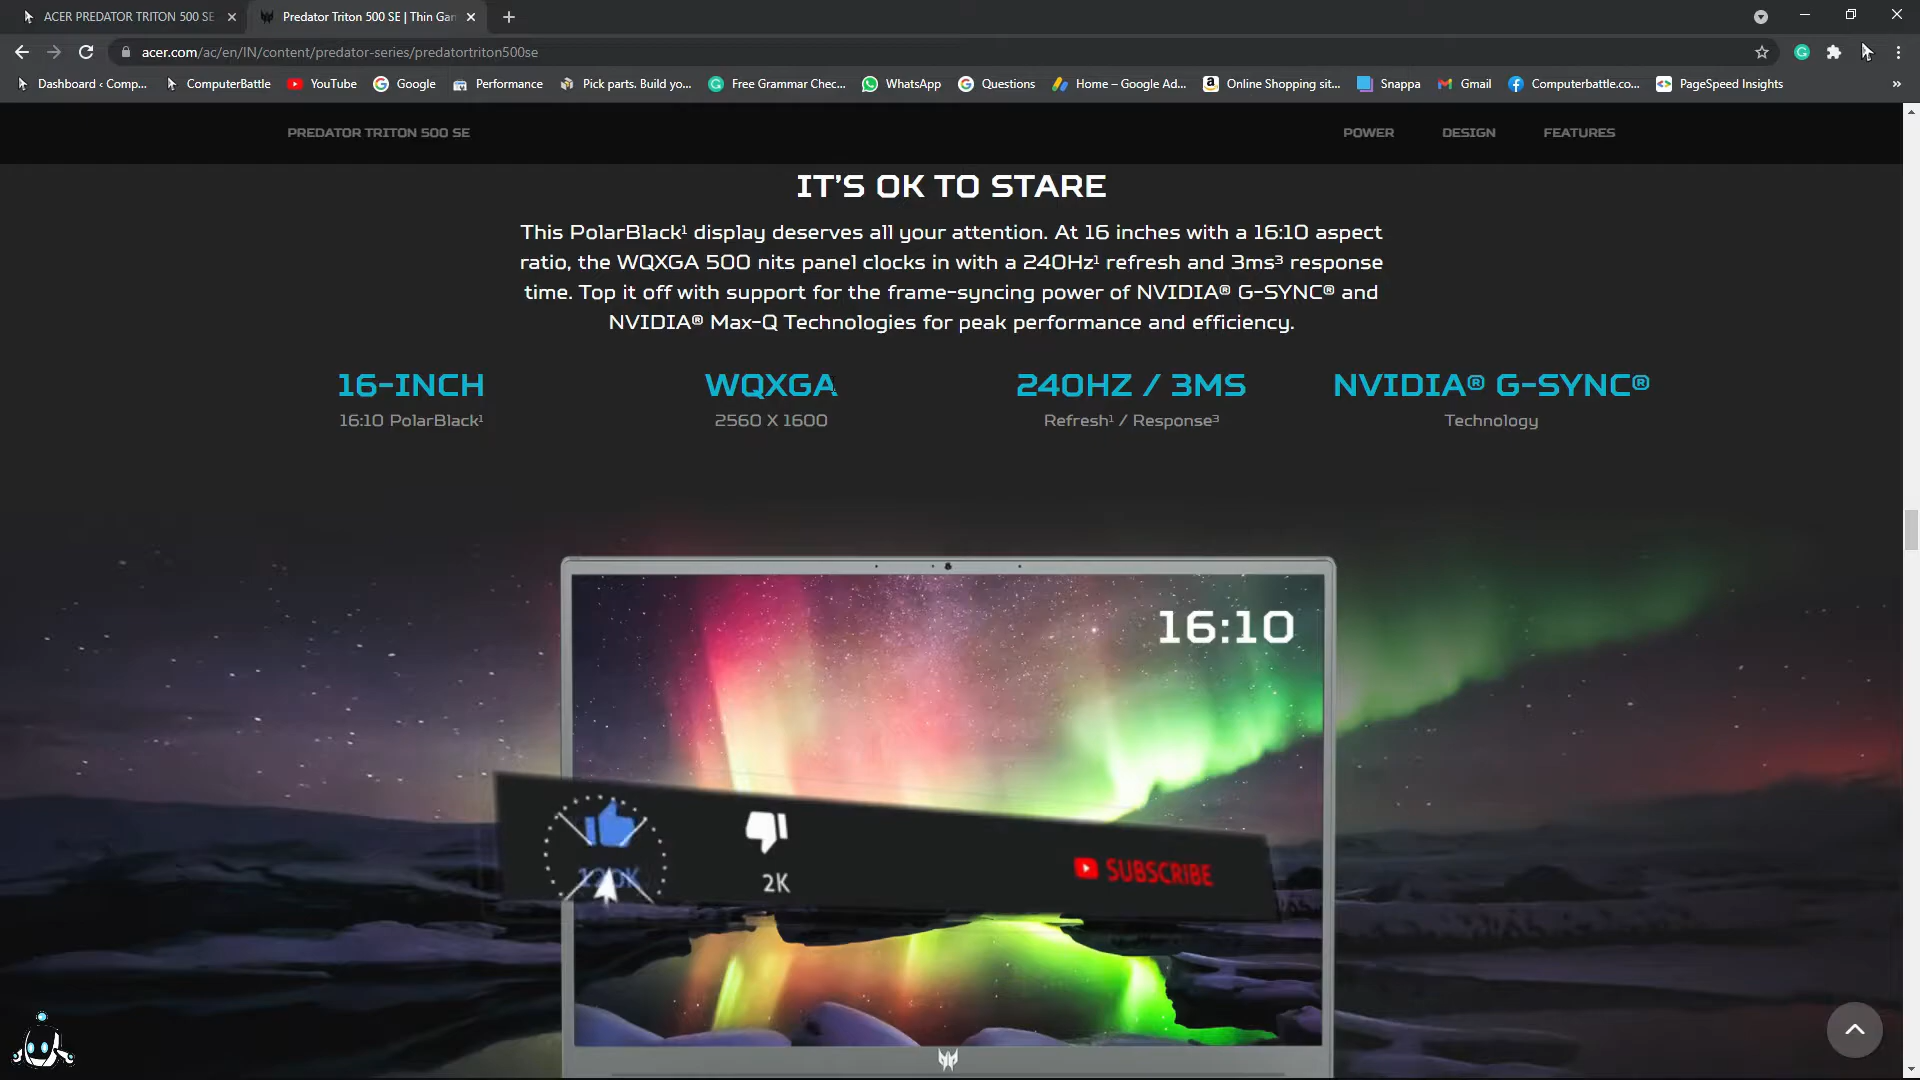 ACER PREDATOR TRITON 500 SE
Predator Triton 500 SE | Thin Gan
acer.com/ac/en/IN/content/predator-series/predatortriton500se
Dashboard ‹ Comp...
ComputerBattle
YouTube
Google
Performance
Pick parts. Build yo...
Free Grammar Chec...
WhatsApp
Questions
Home – Google Ad...
Online Shopping sit...
Snappa
Gmail
Computerbattle.co...
PageSpeed Insights
»
PREDATOR TRITON 500 SE
POWER
DESIGN
FEATURES
IT'S OK TO STARE
This PolarBlack¹ display deserves all your attention. At 16 inches with a 16:10 aspect
ratio, the WQXGA 500 nits panel clocks in with a 240Hz¹ refresh and 3ms³ response
time. Top it off with support for the frame-syncing power of NVIDIA® G-SYNC® and
NVIDIA® Max-Q Technologies for peak performance and efficiency.
16-INCH
16:10 PolarBlack¹
WQXGA
2560 X 1600
240HZ / 3MS
Refresh¹ / Response³
NVIDIA® G-SYNC®
Technology
16:10
2K
SUBSCRIBE